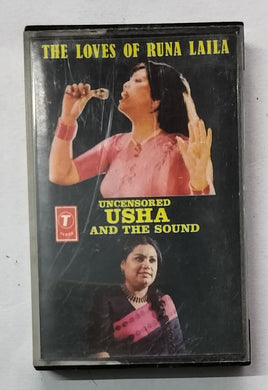 THE LOVES OF RUNA LAILA
UNCENSORED
USHA
AND THE SOUND
T